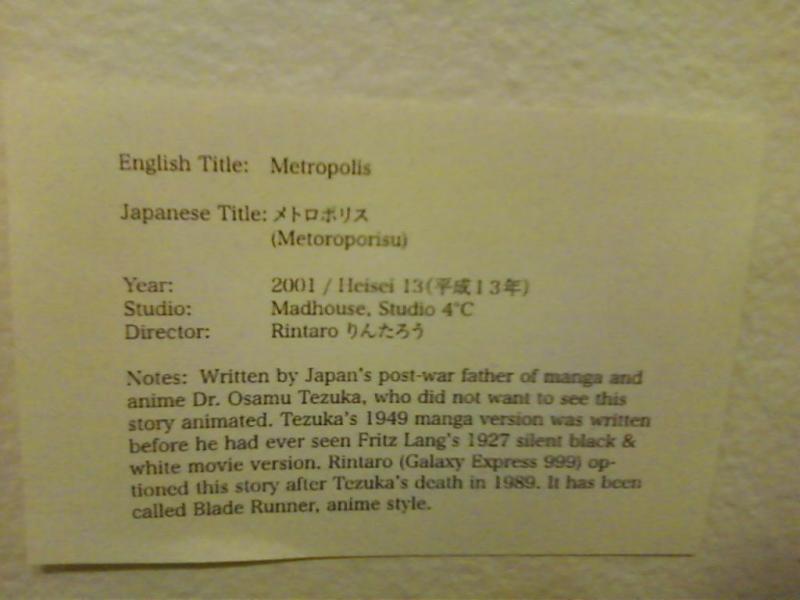 English Title: Metropolis
Japanese Title: メトロポリス
(Metoroporisu)
Year: 2001 / Heisei 13(平成13年)
Studio: Madhouse, Studio 4°C
Director: Rintaro りんたろう
Notes: Written by Japan's post-war father of manga and
anime Dr. Osamu Tezuka, who did not want to see this
story animated. Tezuka's 1949 manga version was written
before he had ever seen Fritz Lang's 1927 silent black &
white movie version. Rintaro (Galaxy Express 999) op-
tioned this story after Tezuka's death in 1989. It has been
called Blade Runner, anime style.